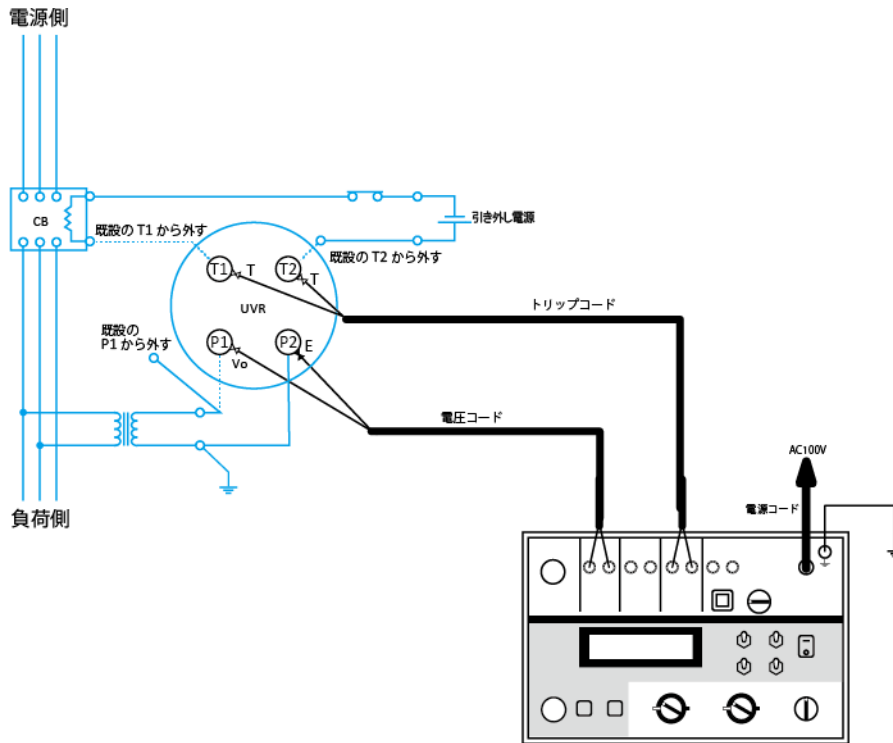 電源側
CB
既設の T1 から外す
引き外し電源
既設の T2 から外す
T1
T
T2
T
UVR
トリップコード
既設の
P1 から外す
P1
Vo
P2
E
電圧コード
AC100V
電源コード
負荷側